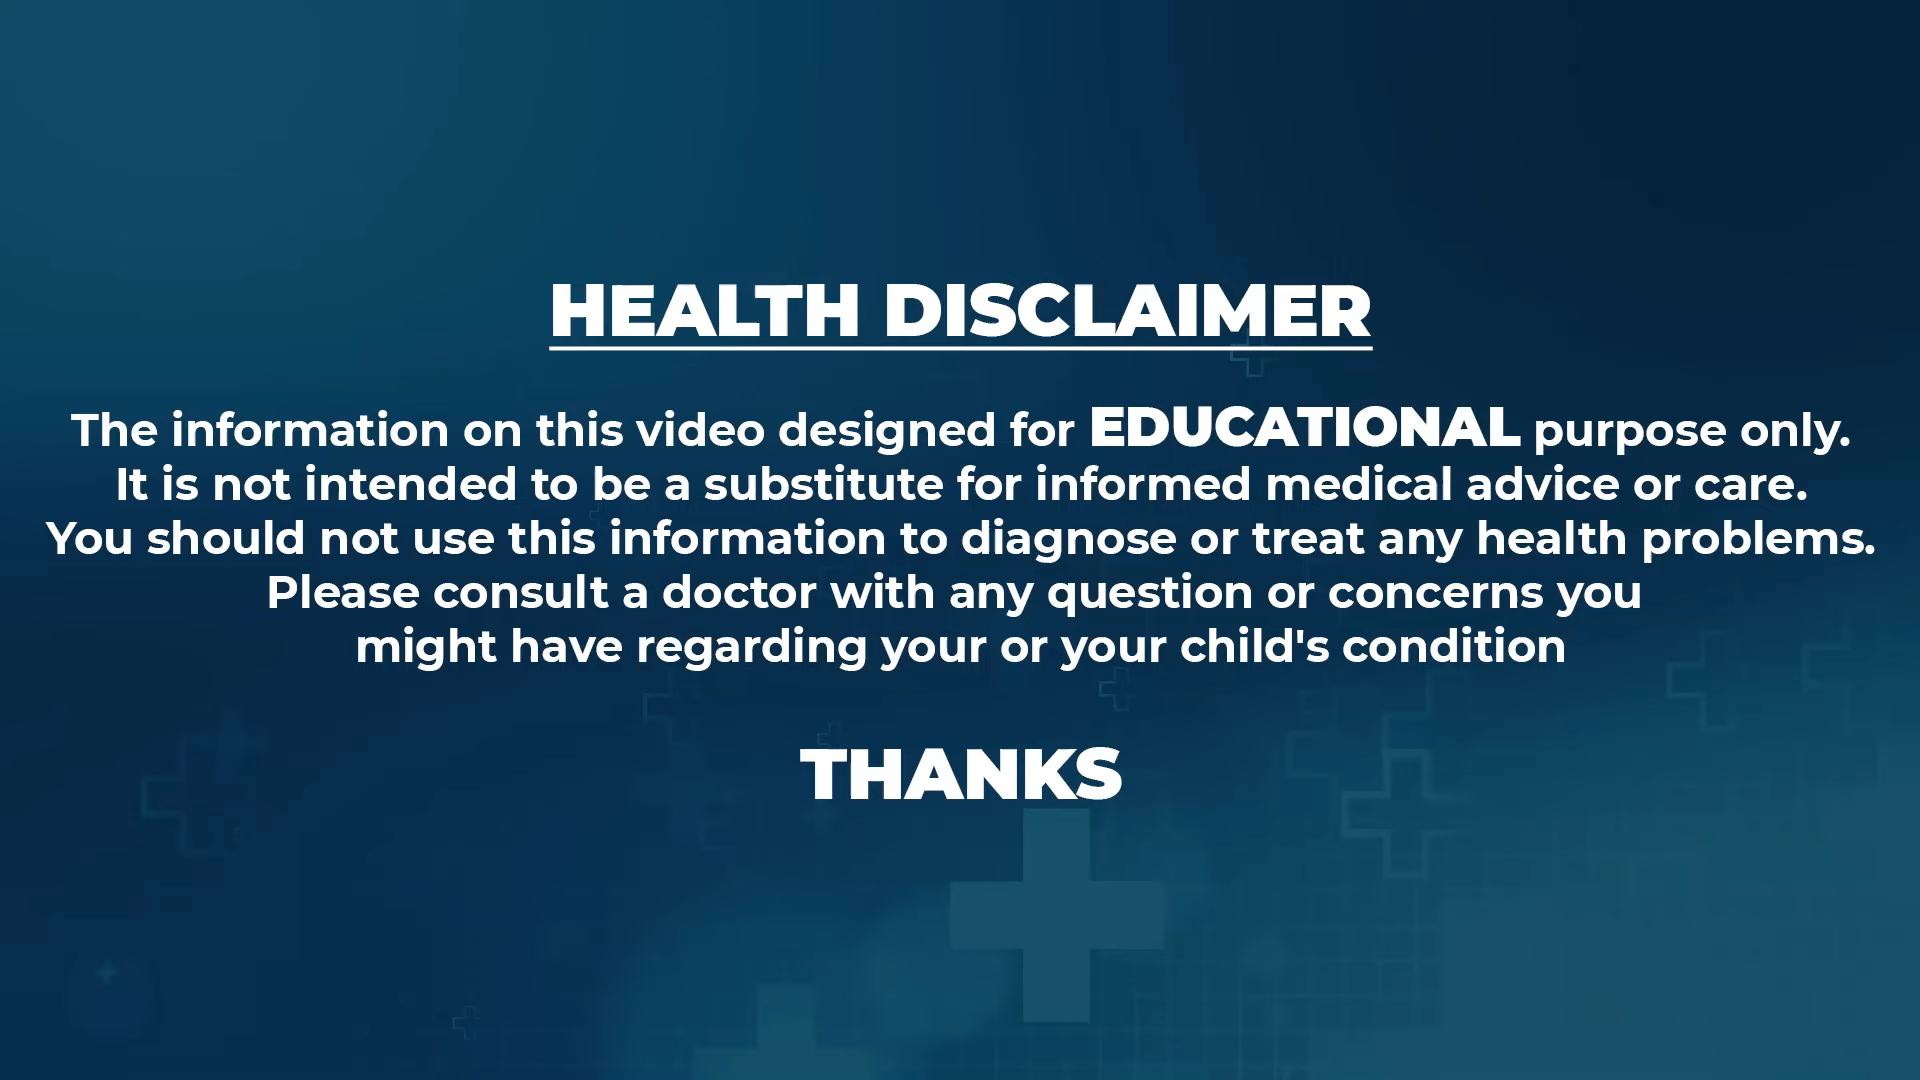 HEALTH DISCLAIMER
The information on this video designed for EDUCATIONAL purpose only.
It is not intended to be a substitute for informed medical advice or care.
You should not use this information to diagnose or treat any health problems.
Please consult a doctor with any question or concerns you
might have regarding your or your child's condition
THANKS